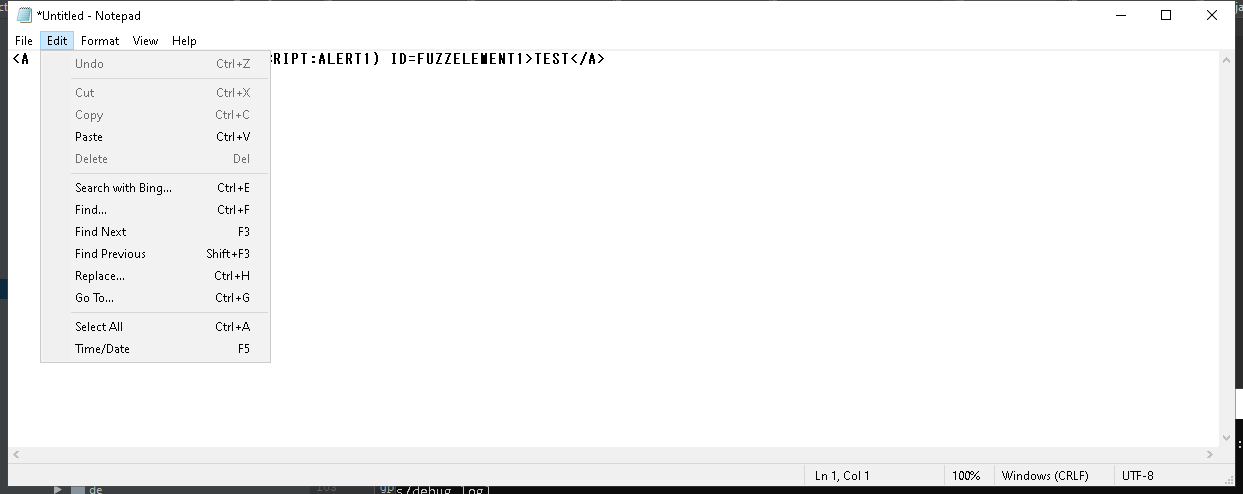 *Untitled - Notepad
File Edit Format View Help
<A RIPT:ALERT1) ID=FUZZELEMENT1>TEST</A>
Undo Ctrl+Z
Cut Ctrl+X
Copy Ctrl+C
Paste Ctrl+V
Delete Del
Search with Bing... Ctrl+E
Find... Ctrl+F
Find Next F3
Find Previous Shift+F3
Replace... Ctrl+H
Go To... Ctrl+G
Select All Ctrl+A
Time/Date F5
Ln 1, Col 1 100% Windows (CRLF) UTF-8
de s/debug.log